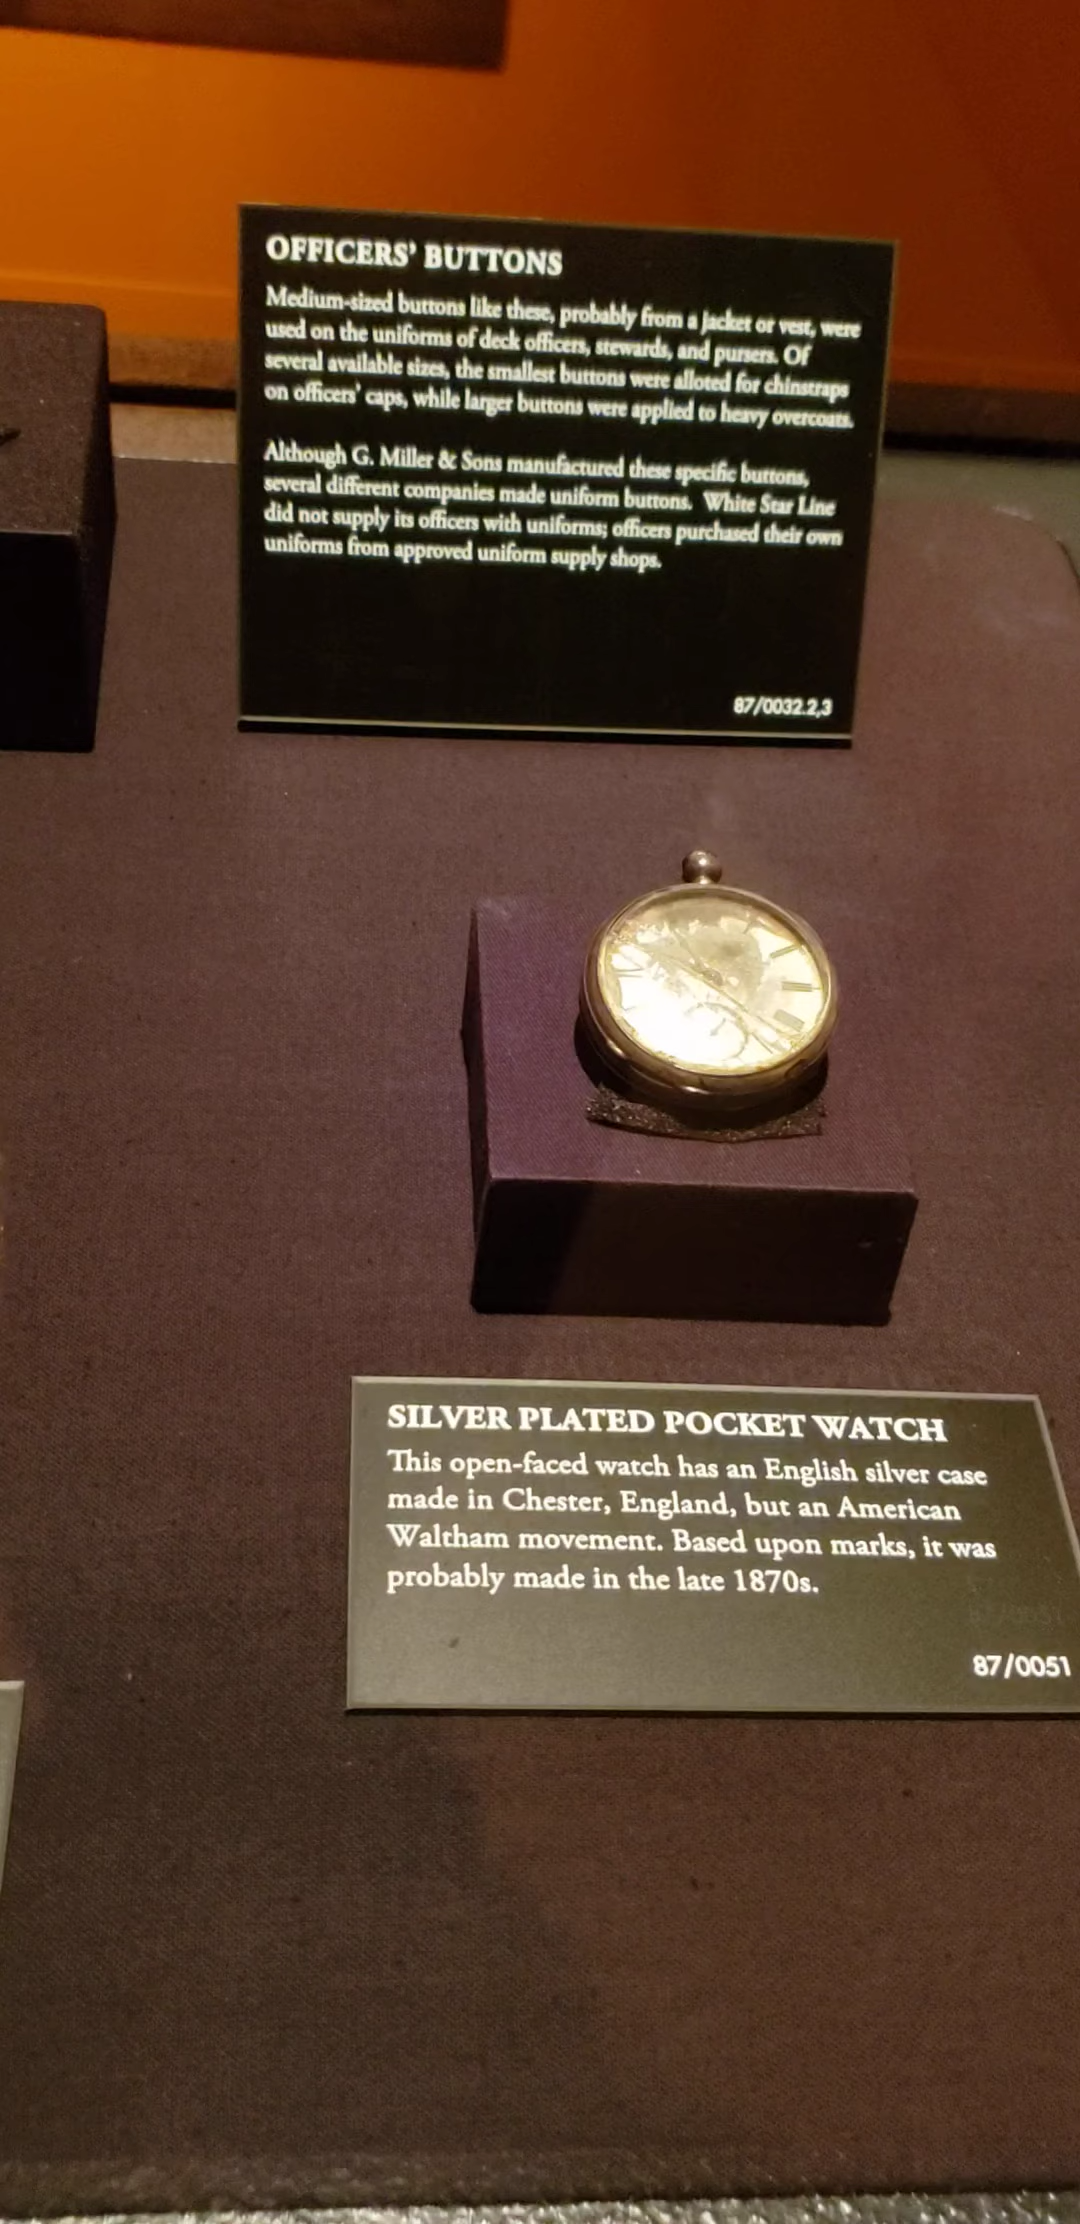 OFFICERS' BUTTONS
Medium-sized buttons like these, probably from a jacket or vest, were
used on the uniforms of deck officers, stewards, and pursers. Of
several available sizes, the smallest buttons were alloted for chinstraps
on officers' caps, while larger buttons were applied to heavy overcoats.
Although G. Miller & Sons manufactured these specific buttons,
several different companies made uniform buttons. White Star Line
did not supply its officers with uniforms; officers purchased their own
uniforms from approved uniform supply shops.
87/0032.2,3
SILVER PLATED POCKET WATCH
This open-faced watch has an English silver case
made in Chester, England, but an American
Waltham movement. Based upon marks, it was
probably made in the late 1870s.
87/0051